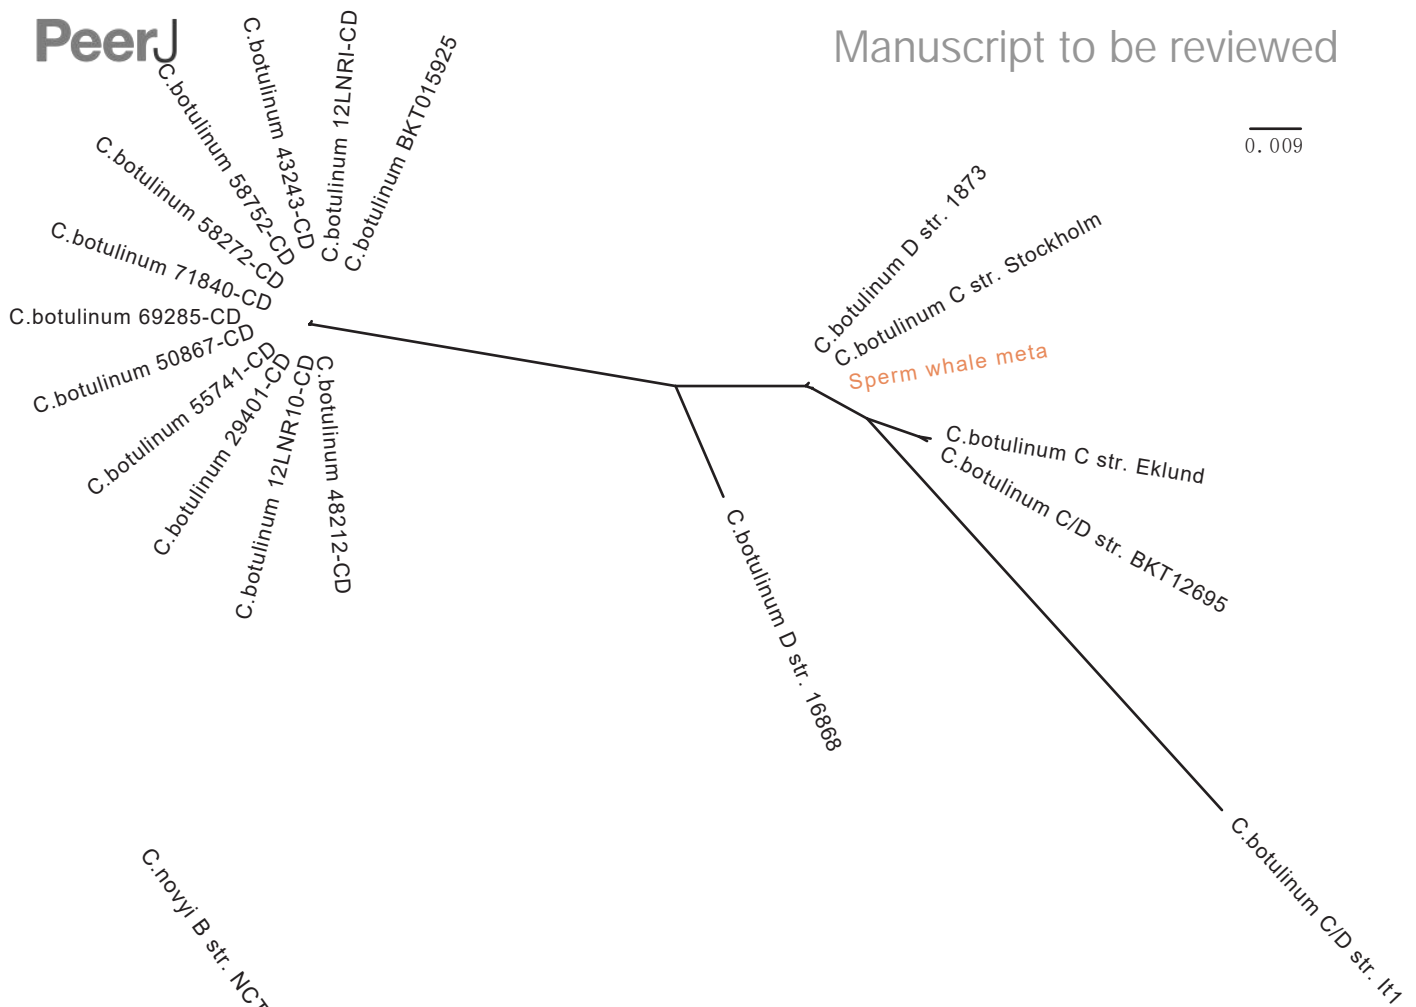 PeerJ
Manuscript to be reviewed
0.009
C.botulinum 58752-CD
C.botulinum 43243-CD
C.botulinum 12LNRI-CD
C.botulinum BKT015925
C.botulinum 58272-CD
C.botulinum 71840-CD
C.botulinum 69285-CD
C.botulinum 50867-CD
C.botulinum 55741-CD
C.botulinum 29401-CD
C.botulinum 12LNR10-CD
C.botulinum 48212-CD
C.botulinum D str. 1873
C.botulinum C str. Stockholm
Sperm whale meta
C.botulinum C str. Eklund
C.botulinum C/D str. BKT12695
C.botulinum D str. 16868
C.botulinum C/D str. It1
C.novyi B str.